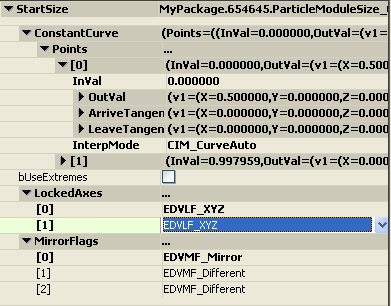 StartSize MyPackage.654645.ParticleModuleSize_
ConstantCurve (Points=((InVal=0.000000,OutVal=(v1=(X=0.
Points ...
[0] (InVal=0.000000,OutVal=(v1=(X=0.500
InVal 0.000000
OutVal (v1=(X=0.500000,Y=0.000000,Z=0.000
ArriveTangen (v1=(X=0.000000,Y=0.000000,Z=0.000
LeaveTangen (v1=(X=0.000000,Y=0.000000,Z=0.000
InterpMode CIM_CurveAuto
[1] (InVal=0.997959,OutVal=(v1=(X=0.000
bUseExtremes
LockedAxes ...
[0] EDVLF_XYZ
[1] EDVLF_XYZ
MirrorFlags ...
[0] EDVMF_Mirror
[1] EDVMF_Different
[2] EDVMF_Different